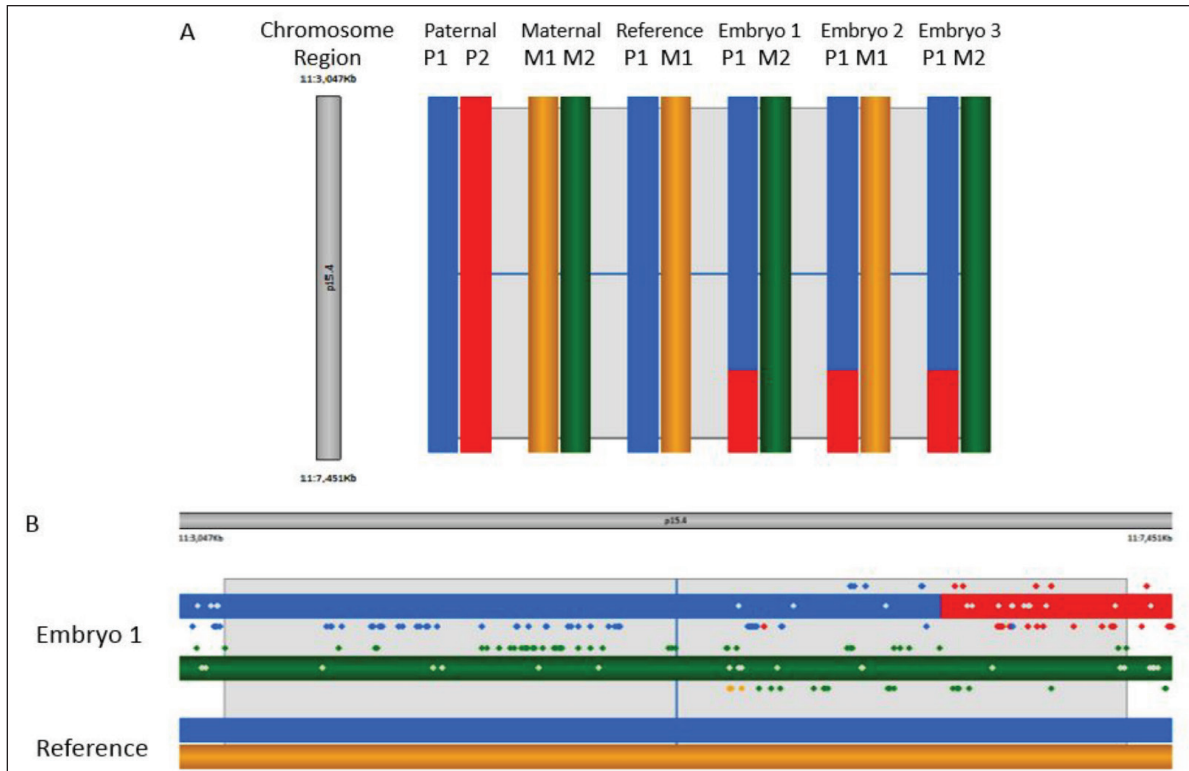 A
Chromosome Region
Paternal Maternal Reference Embryo 1 Embryo 2 Embryo 3
P1 P2 M1 M2 P1 M1 P1 M2 P1 M1 P1 M2
11:3,047Kb
p15.4
11:7,451Kb
B
p15.4
11:3,047Kb 11:7,451Kb
Embryo 1
Reference